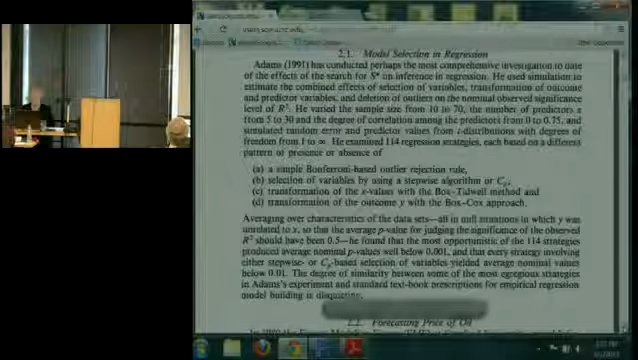 2.1. Model Selection in Regression
Adams (1991) has conducted perhaps the most comprehensive investigation to date
of the effects of the search for S* on inference in regression. He used simulation to
estimate the combined effects of selection of variables, transformation of outcome
and predictor variables, and deletion of outliers on the nominal observed significance
level of R². He varied the sample size from 10 to 70, the number of predictors x
from 5 to 30 and the degree of correlation among the predictors from 0 to 0.75, and
simulated random error and predictor values from t-distributions with degrees of
freedom from 1 to ∞. He examined 114 regression strategies, each based on a different
pattern of presence or absence of
(a) a simple Bonferroni-based outlier rejection rule,
(b) selection of variables by using a stepwise algorithm or Cp,
(c) transformation of the x-values with the Box–Tidwell method and
(d) transformation of the outcome y with the Box–Cox approach.
Averaging over characteristics of the data sets—all in null situations in which y was
unrelated to x, so that the average p-value for judging the significance of the observed
R² should have been 0.5—he found that the most opportunistic of the 114 strategies
produced average nominal p-values well below 0.001, and that every strategy involving
either stepwise- or Cp-based selection of variables yielded average nominal values
below 0.01. The degree of similarity between some of the most egregious strategies
in Adams's experiment and standard text-book prescriptions for empirical regression
model building is disquieting.
2.2. Forecasting Price of Oil